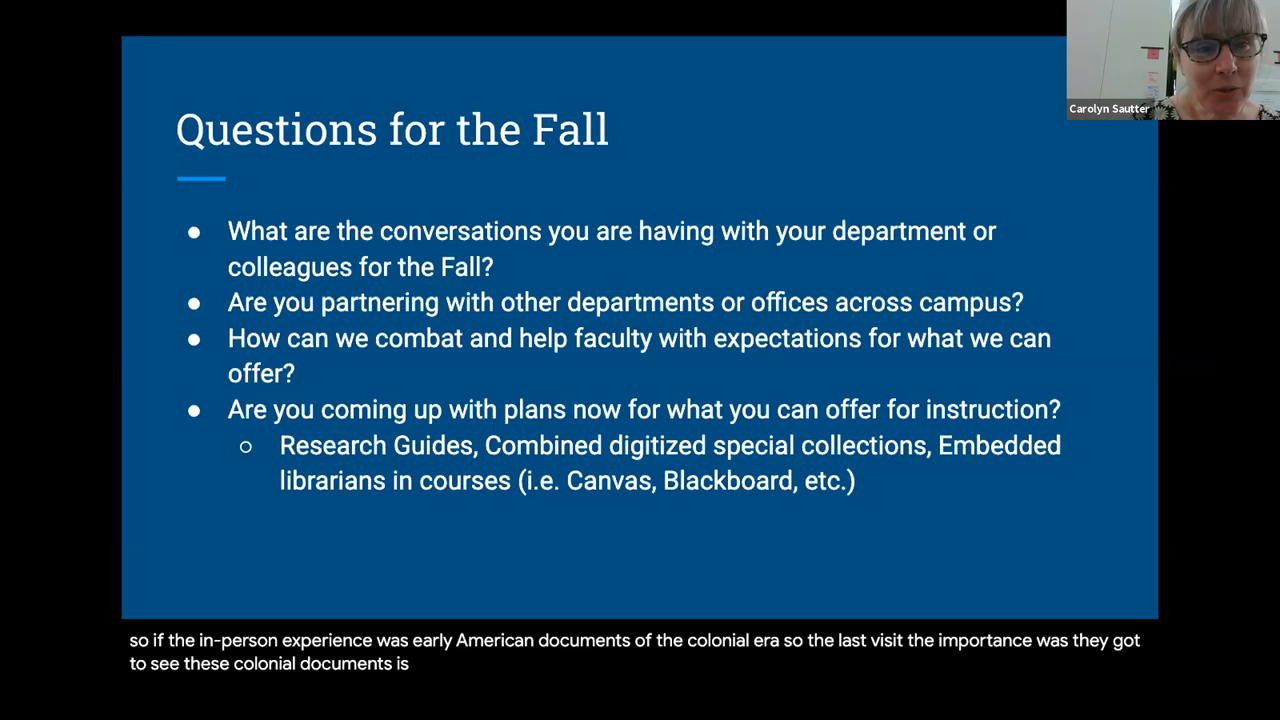 Carolyn Sautter
Questions for the Fall
● What are the conversations you are having with your department or
colleagues for the Fall?
● Are you partnering with other departments or offices across campus?
● How can we combat and help faculty with expectations for what we can
offer?
● Are you coming up with plans now for what you can offer for instruction?
○ Research Guides, Combined digitized special collections, Embedded
librarians in courses (i.e. Canvas, Blackboard, etc.)
so if the in-person experience was early American documents of the colonial era so the last visit the importance was they got
to see these colonial documents is